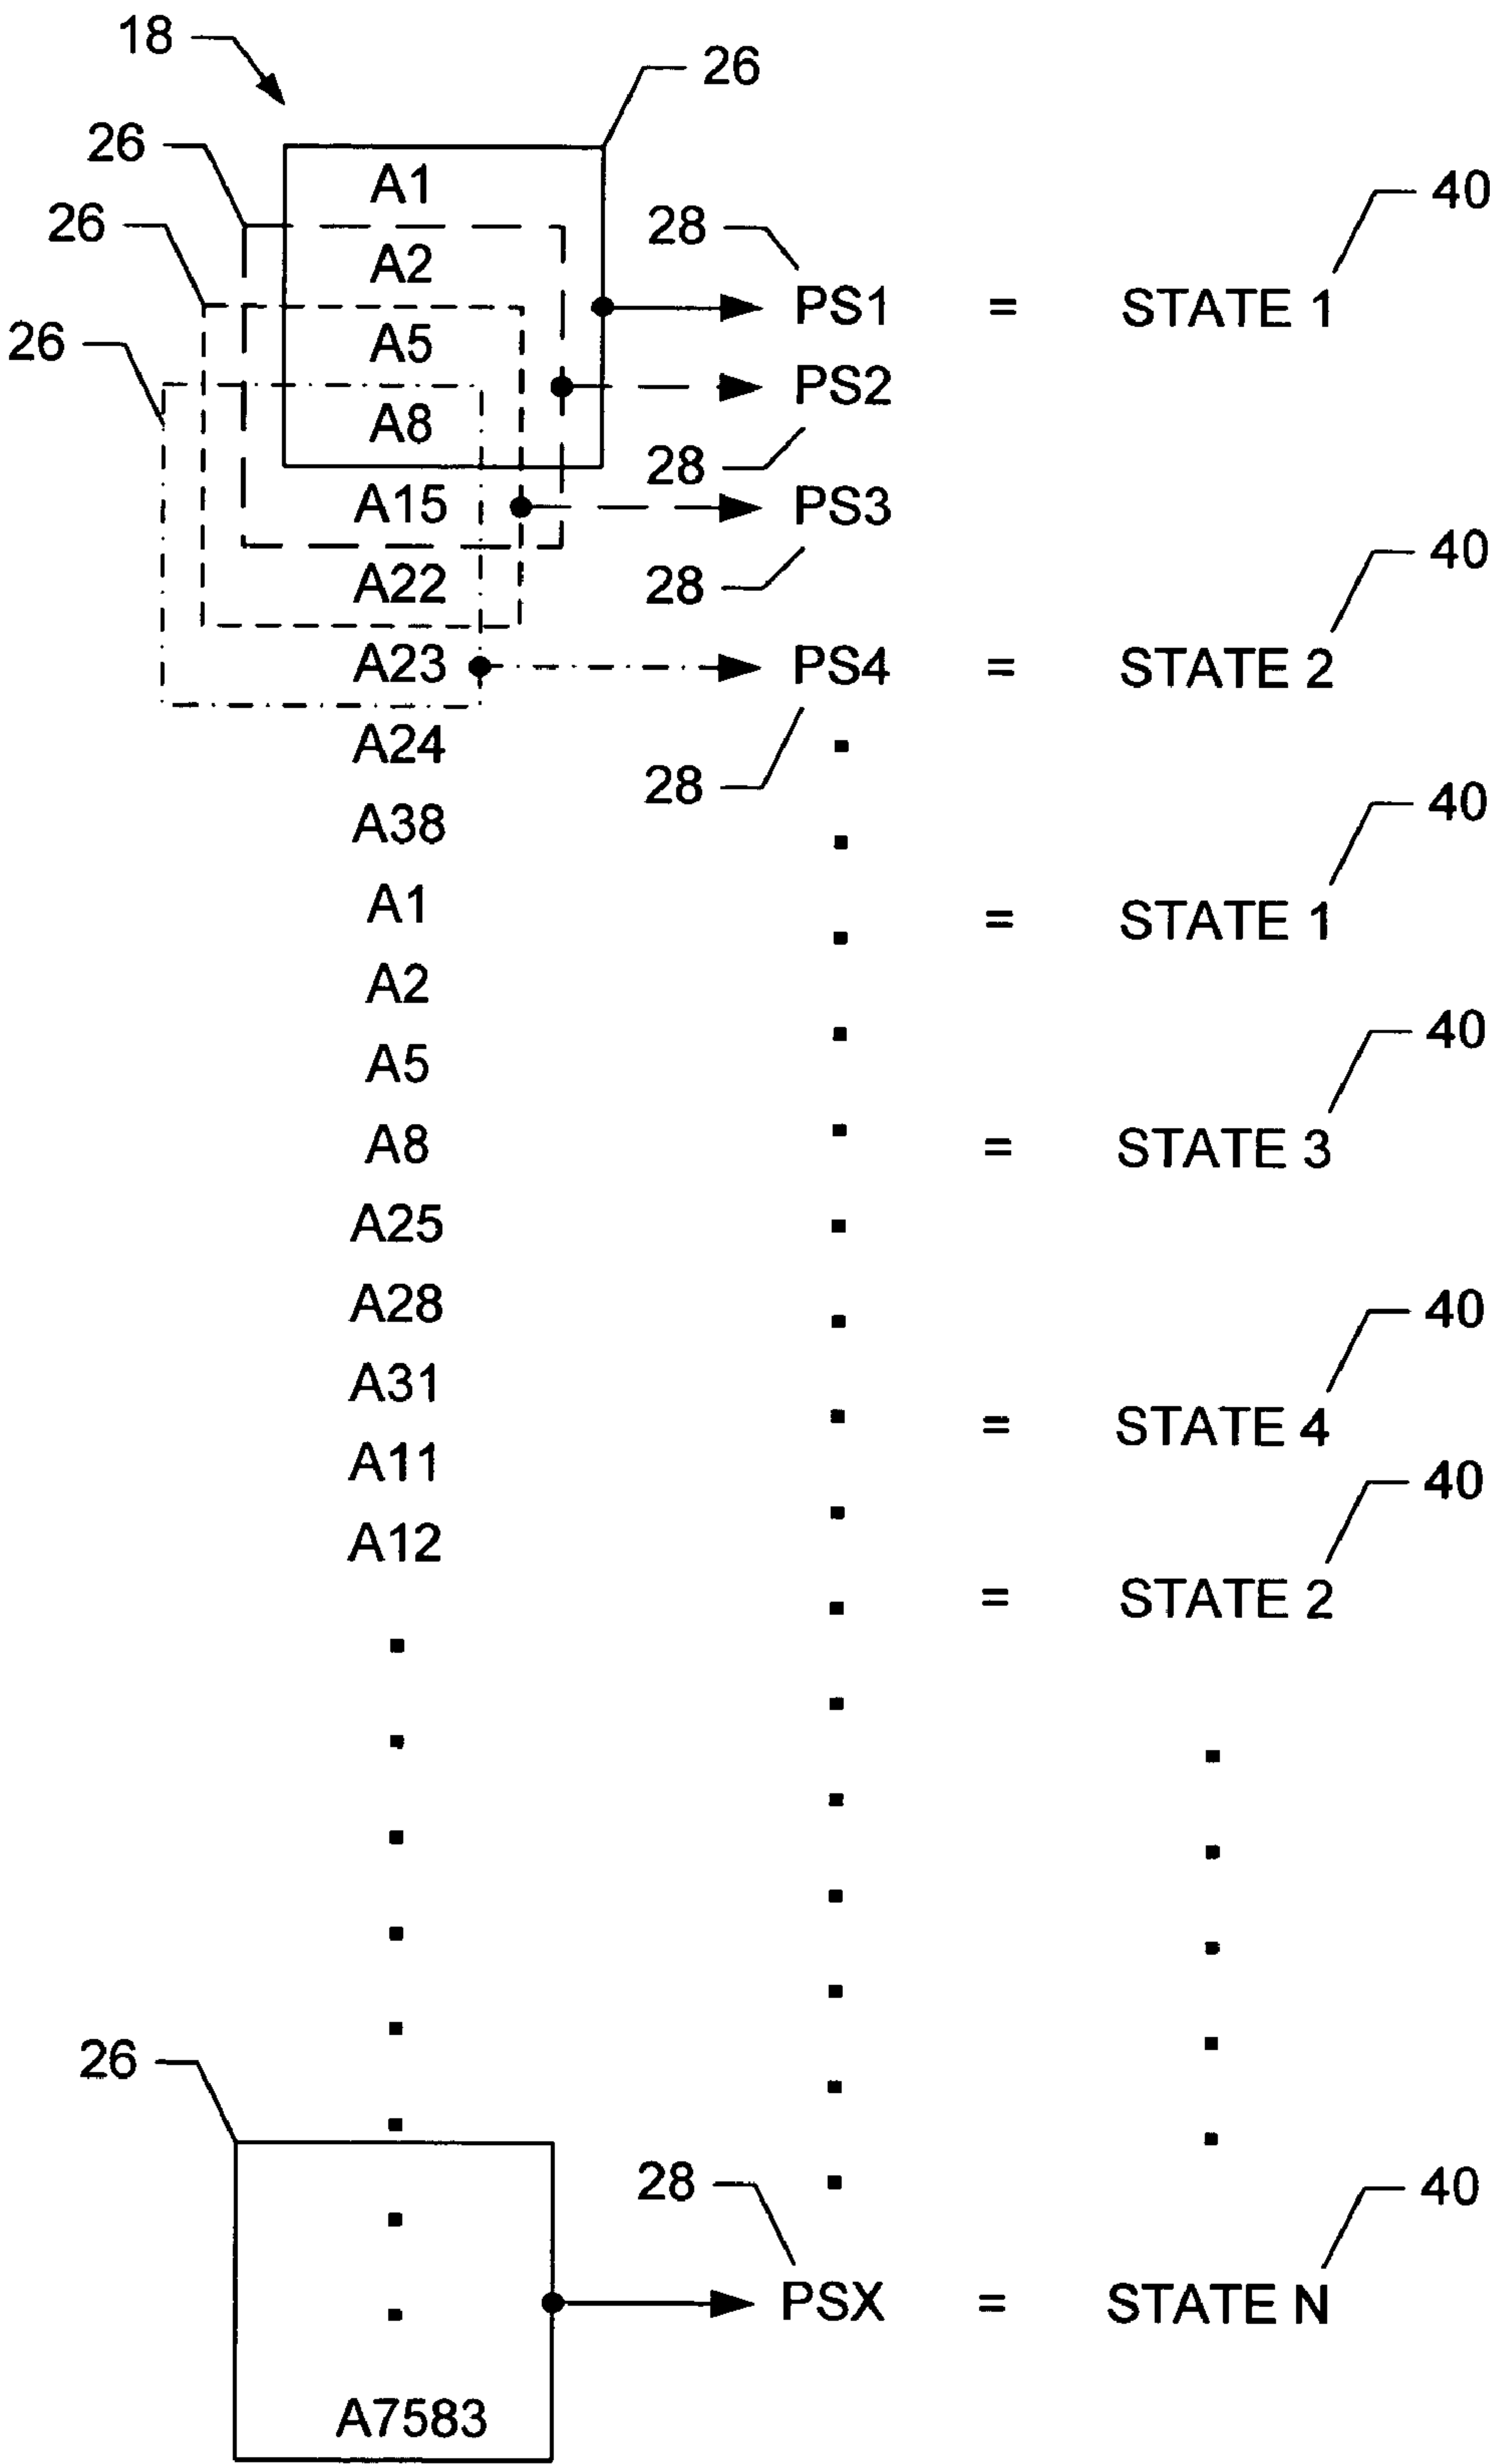 18
26
26
A1
40
26
28
A2
PS1 = STATE 1
26
A5
PS2
A8
28
A15
PS3
40
A22
28
A23
PS4 = STATE 2
A24
28
40
A38
A1
= STATE 1
A2
40
A5
A8
= STATE 3
A25
A28
40
A31
A11
= STATE 4
40
A12
= STATE 2
26
28
40
PSX = STATE N
A7583